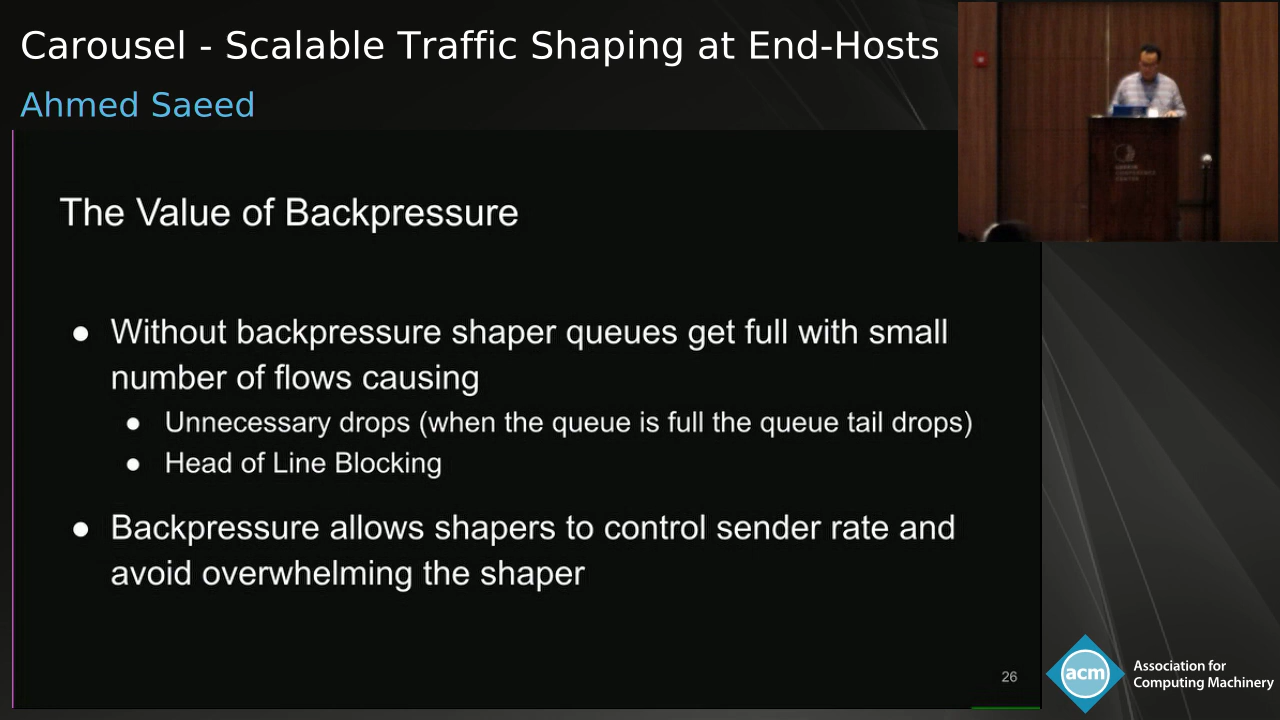 Carousel - Scalable Traffic Shaping at End-Hosts
Ahmed Saeed
The Value of Backpressure
● Without backpressure shaper queues get full with small
number of flows causing
● Unnecessary drops (when the queue is full the queue tail drops)
● Head of Line Blocking
● Backpressure allows shapers to control sender rate and
avoid overwhelming the shaper
26
acm
Association for
Computing Machinery